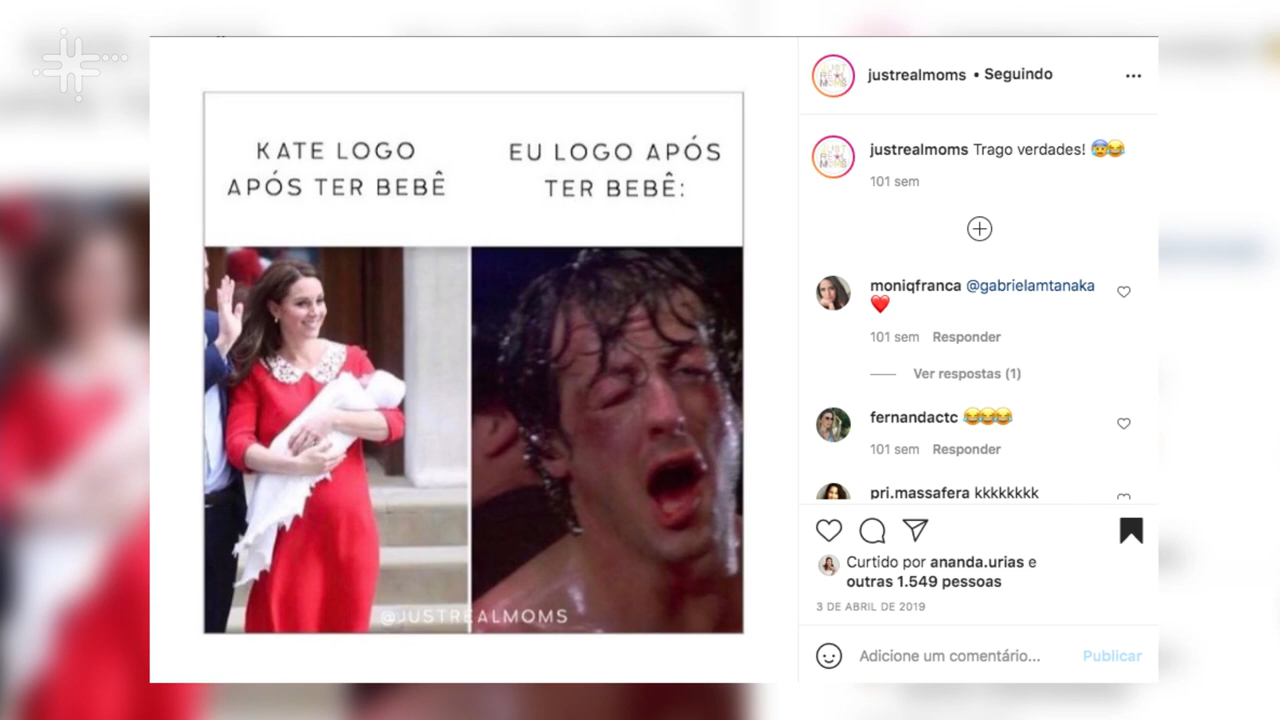 KATE LOGO
APÓS TER BEBÊ
EU LOGO APÓS
TER BEBÊ:
@JUSTREALMOMS
justrealmoms • Seguindo
justrealmoms Trago verdades! 😰😂
101 sem
moniqfranca @gabrielamtanaka
❤️
101 sem Responder
Ver respostas (1)
fernandactc 😂😂😂
101 sem Responder
pri.massafera kkkkkkkk
Curtido por ananda.urias e
outras 1.549 pessoas
3 DE ABRIL DE 2019
Adicione um comentário... Publicar